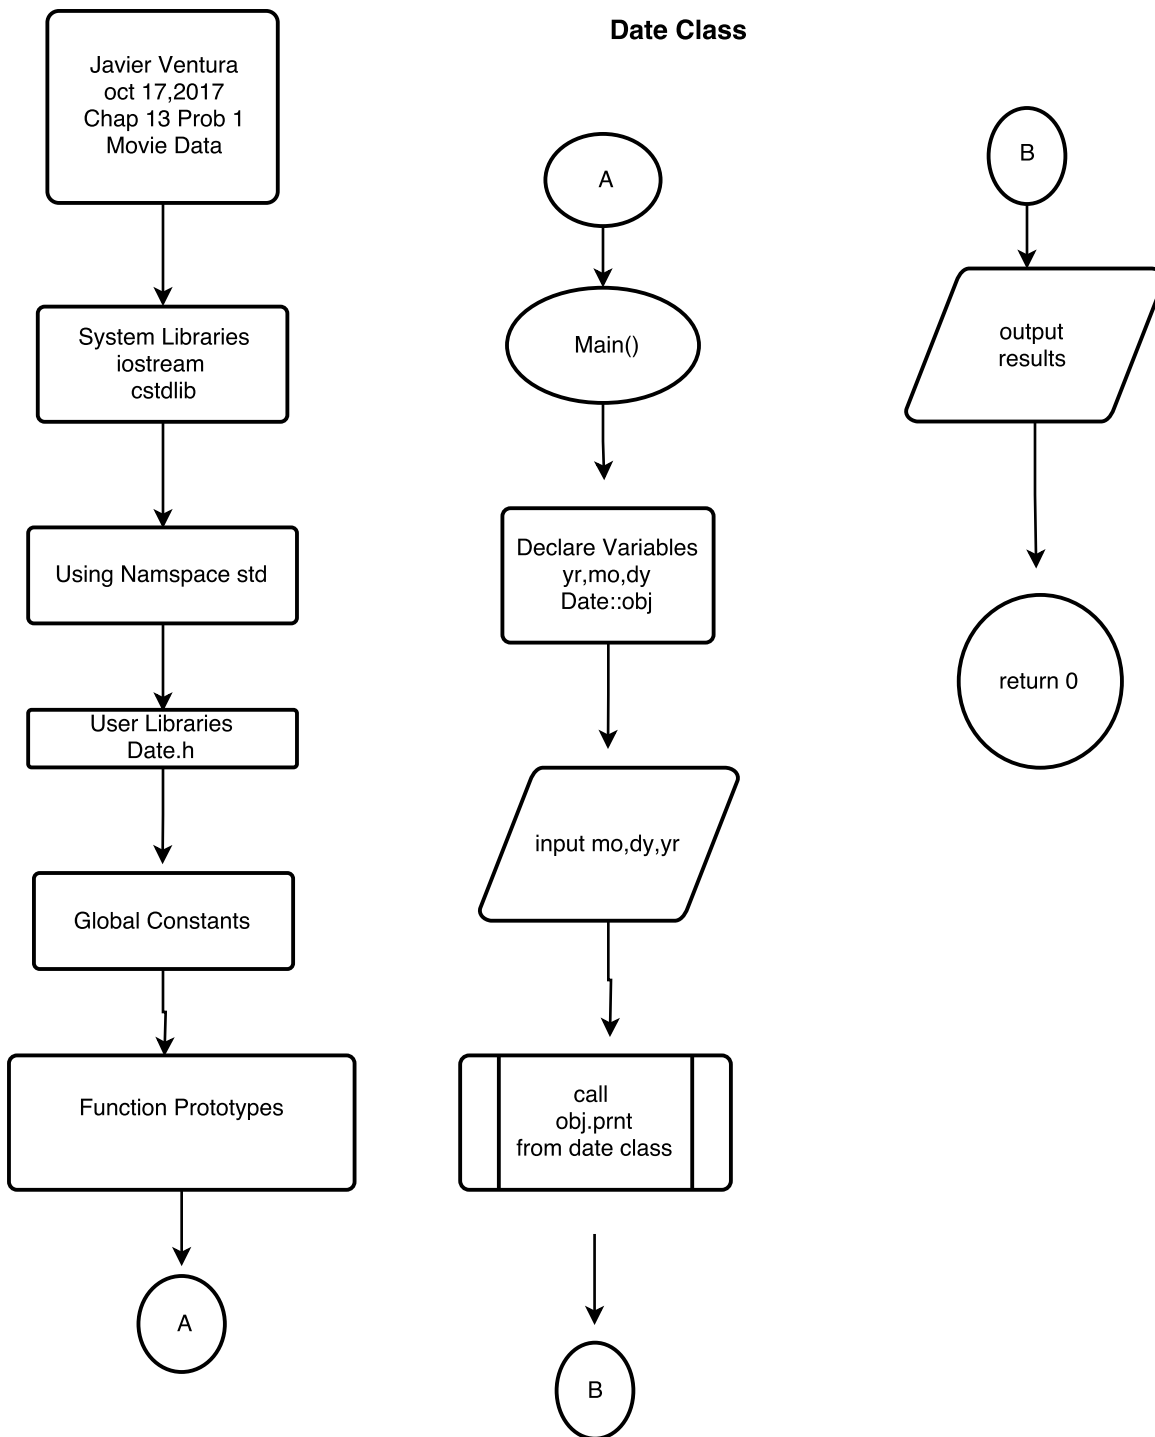 Date Class
Javier Ventura
oct 17,2017
Chap 13 Prob 1
Movie Data
System Libraries
iostream
cstdlib
Using Namspace std
User Libraries
Date.h
Global Constants
Function Prototypes
A
A
Main()
Declare Variables
yr,mo,dy
Date::obj
input mo,dy,yr
call
obj.prnt
from date class
B
B
output
results
return 0